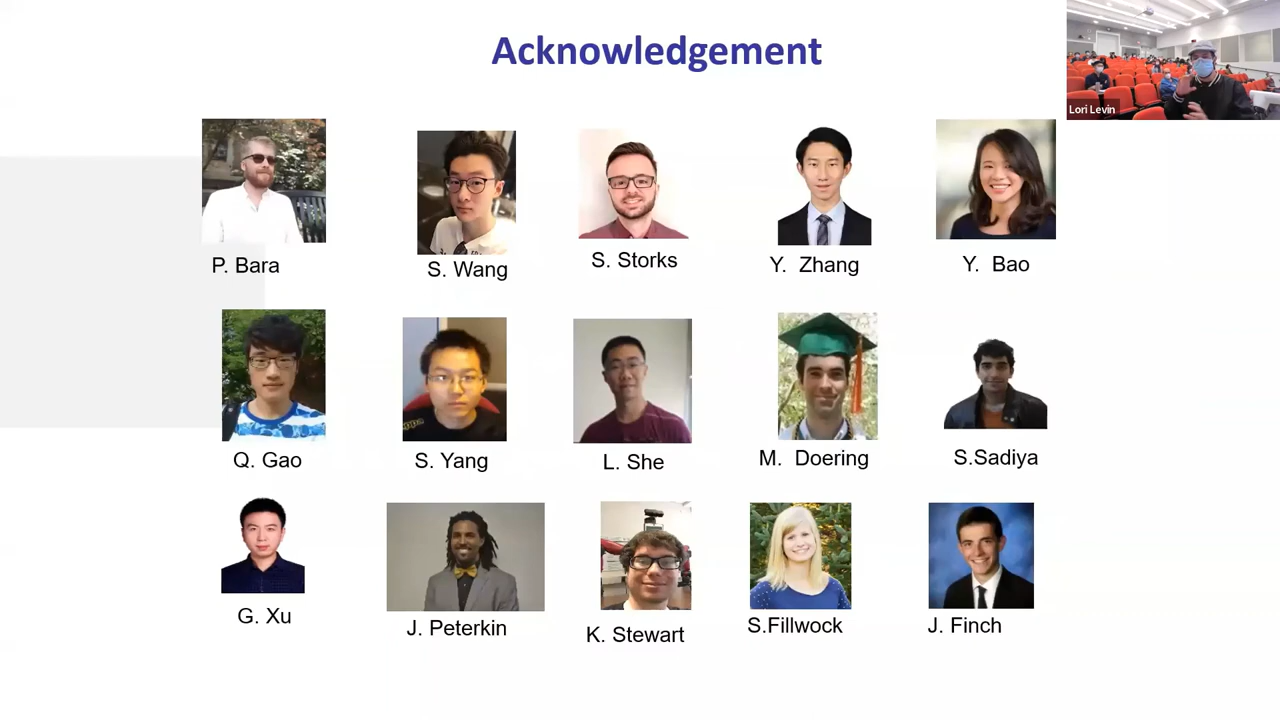 Acknowledgement
Lori Levin
P. Bara
S. Wang
S. Storks
Y. Zhang
Y. Bao
Q. Gao
S. Yang
L. She
M. Doering
S.Sadiya
G. Xu
J. Peterkin
K. Stewart
S.Fillwock
J. Finch